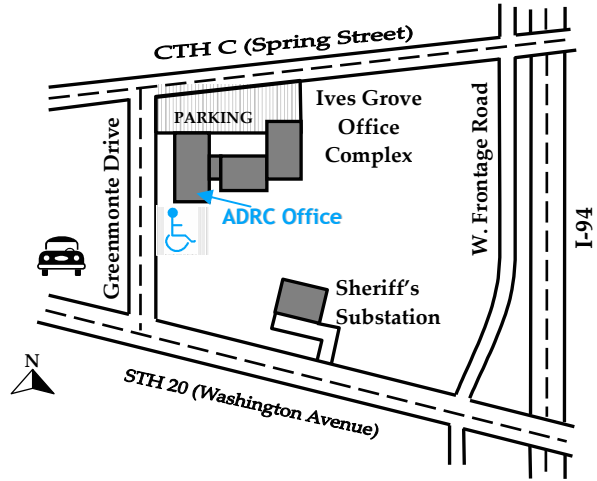 CTH C (Spring Street)
PARKING
Ives Grove
Office
Complex
Greenmonte Drive
W. Frontage Road
I-94
ADRC Office
Sheriff's
Substation
N
STH 20 (Washington Avenue)